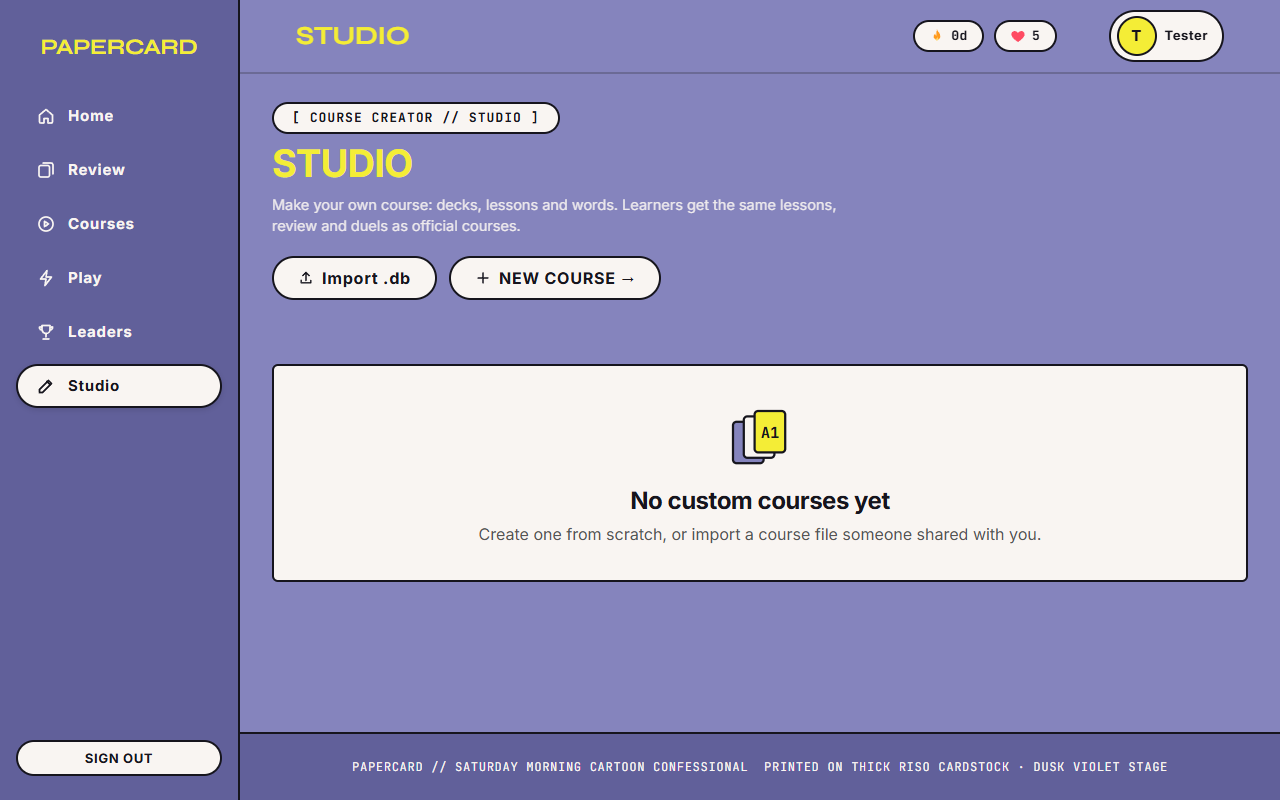 PAPERCARD
Home
Review
Courses
Play
Leaders
Studio
SIGN OUT
STUDIO
0d
5
T
Tester
[ COURSE CREATOR // STUDIO ]
STUDIO
Make your own course: decks, lessons and words. Learners get the same lessons,
review and duels as official courses.
Import .db
+ NEW COURSE →
A1
No custom courses yet
Create one from scratch, or import a course file someone shared with you.
PAPERCARD // SATURDAY MORNING CARTOON CONFESSIONAL PRINTED ON THICK RISO CARDSTOCK · DUSK VIOLET STAGE